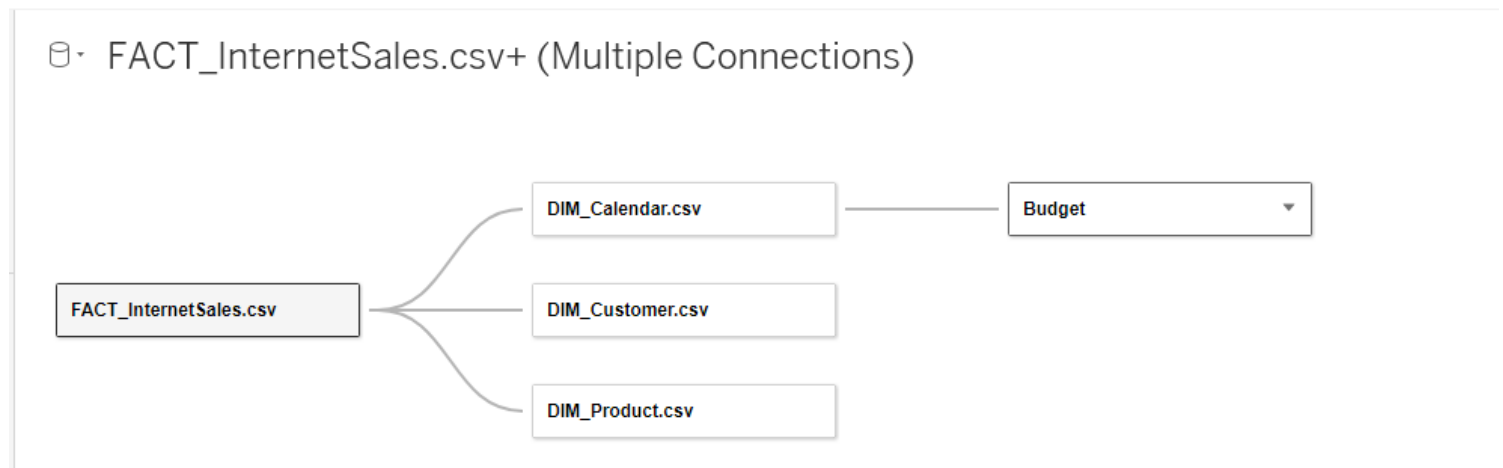 FACT_InternetSales.csv+ (Multiple Connections)
DIM_Calendar.csv
Budget
FACT_InternetSales.csv
DIM_Customer.csv
DIM_Product.csv